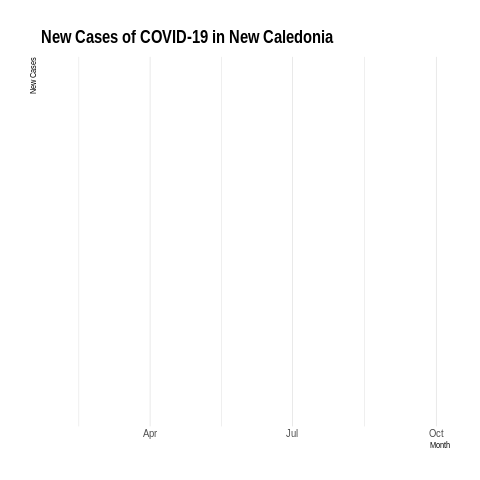 New Cases of COVID-19 in New Caledonia
New Cases
Apr
Jul
Oct
Month